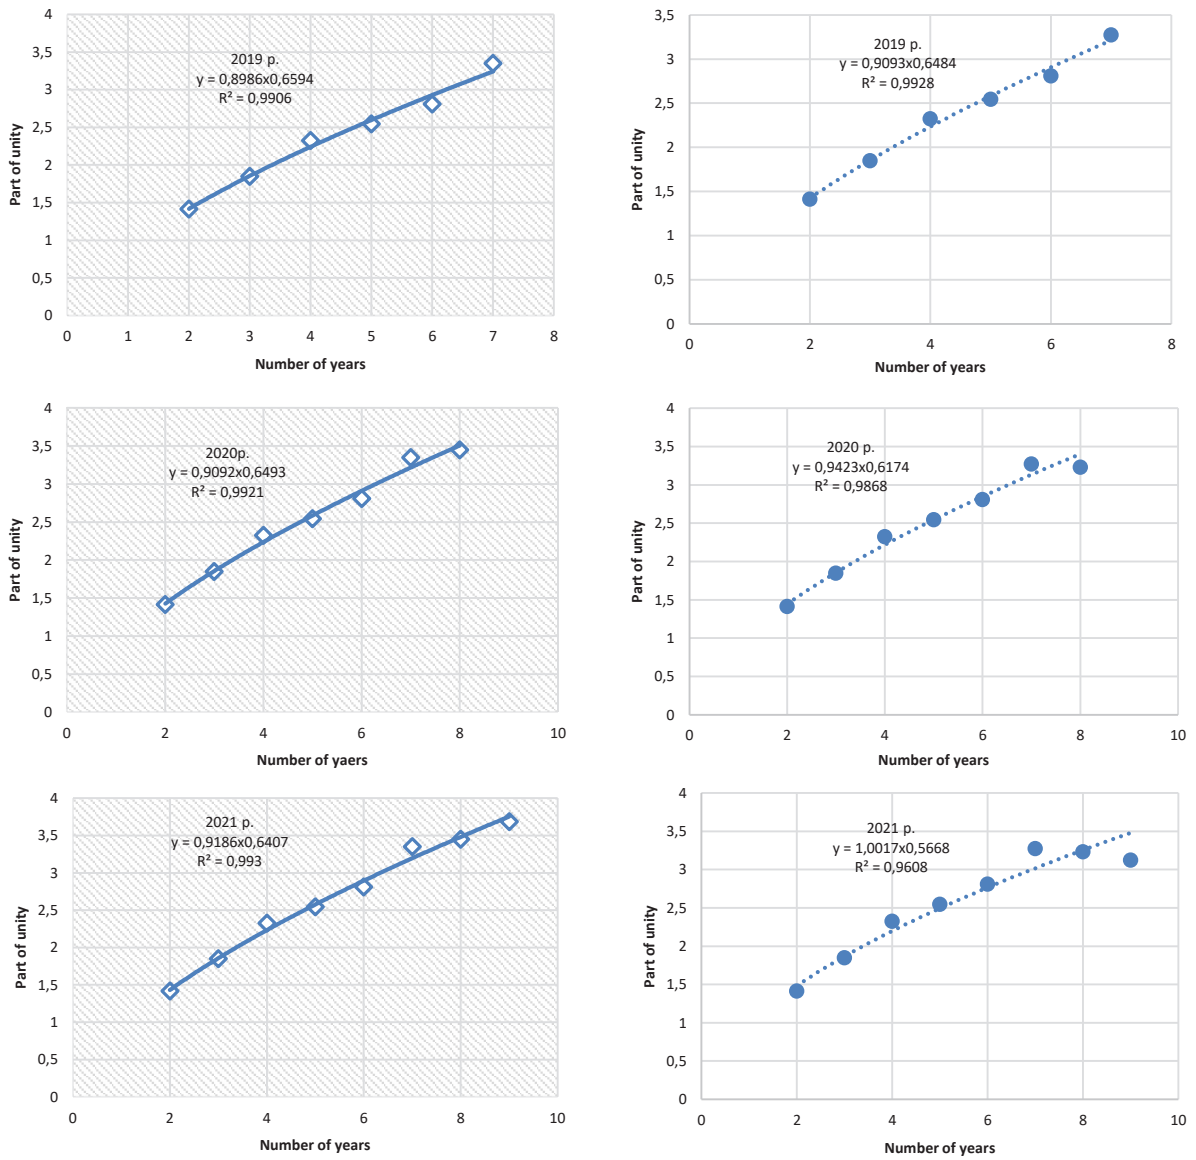 4
3,5
3
2,5
2
1,5
1
0,5
0
0 1 2 3 4 5 6 7 8
Part of unity
Number of years
2019 p.
y = 0,8986x0,6594
R² = 0,9906
3,5
3
2,5
2
1,5
1
0,5
0
0 2 4 6 8
Part of unity
Number of years
2019 p.
y = 0,9093x0,6484
R² = 0,9928
4
3,5
3
2,5
2
1,5
1
0,5
0
0 2 4 6 8 10
Part of unity
Number of yaers
2020p.
y = 0,9092x0,6493
R² = 0,9921
4
3,5
3
2,5
2
1,5
1
0,5
0
0 2 4 6 8 10
Part of unity
Number of years
2020 p.
y = 0,9423x0,6174
R² = 0,9868
4
3,5
3
2,5
2
1,5
1
0,5
0
0 2 4 6 8 10
Part of unity
Number of years
2021 p.
y = 0,9186x0,6407
R² = 0,993
4
3,5
3
2,5
2
1,5
1
0,5
0
0 2 4 6 8 10
Part of unity
Number of years
2021 p.
y = 1,0017x0,5668
R² = 0,9608